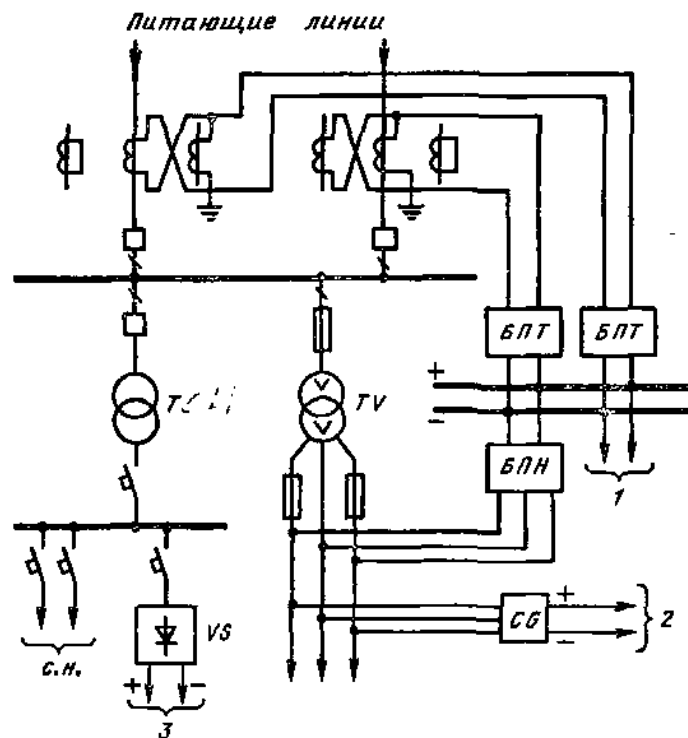 Питающие линии
БПТ БПТ
+
−
TV
БПН
1
CG
+
−
2
VS
с.н.
+ −
3